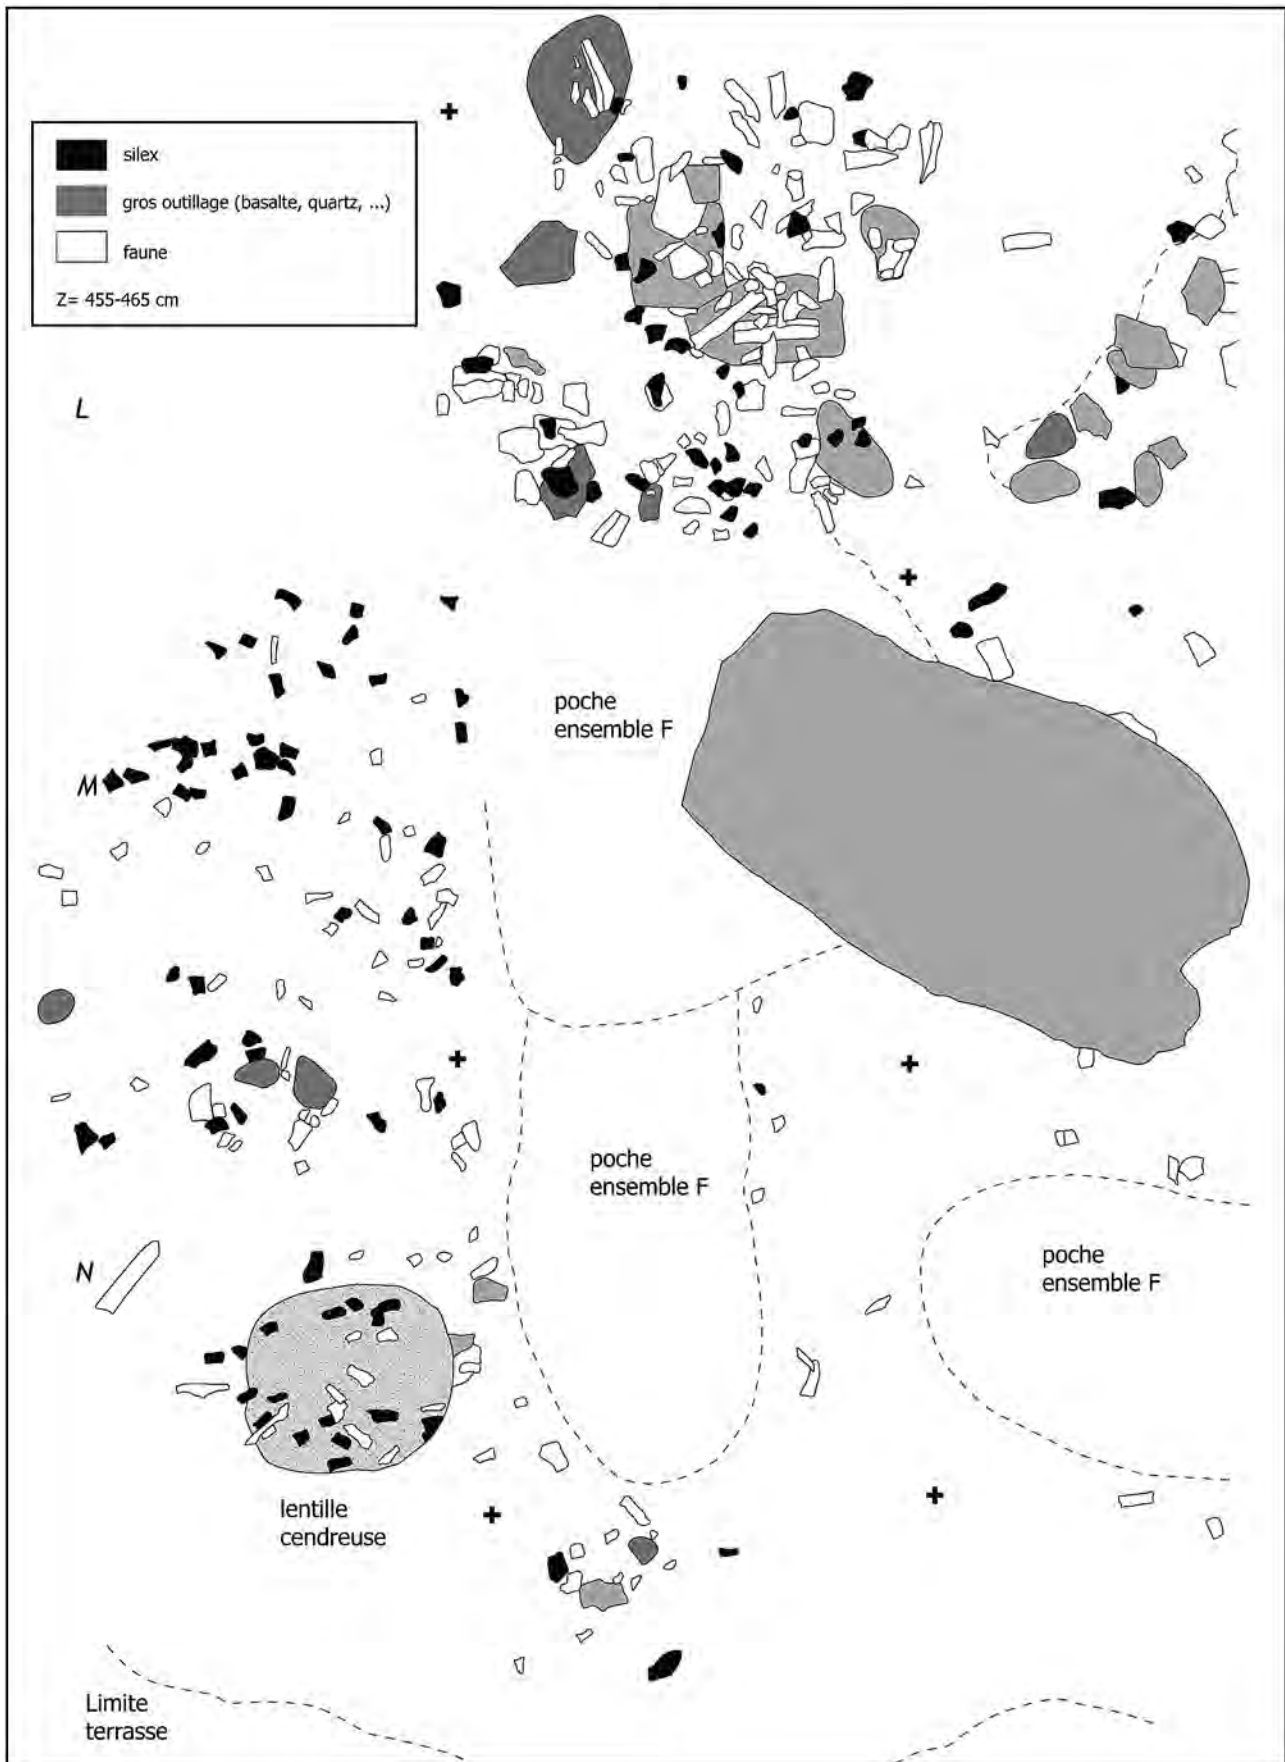 silex
gros outillage (basalte, quartz, ...)
faune
Z= 455-465 cm
L
poche
ensemble F
M
poche
ensemble F
N
poche
ensemble F
lentille
cendreuse
Limite
terrasse